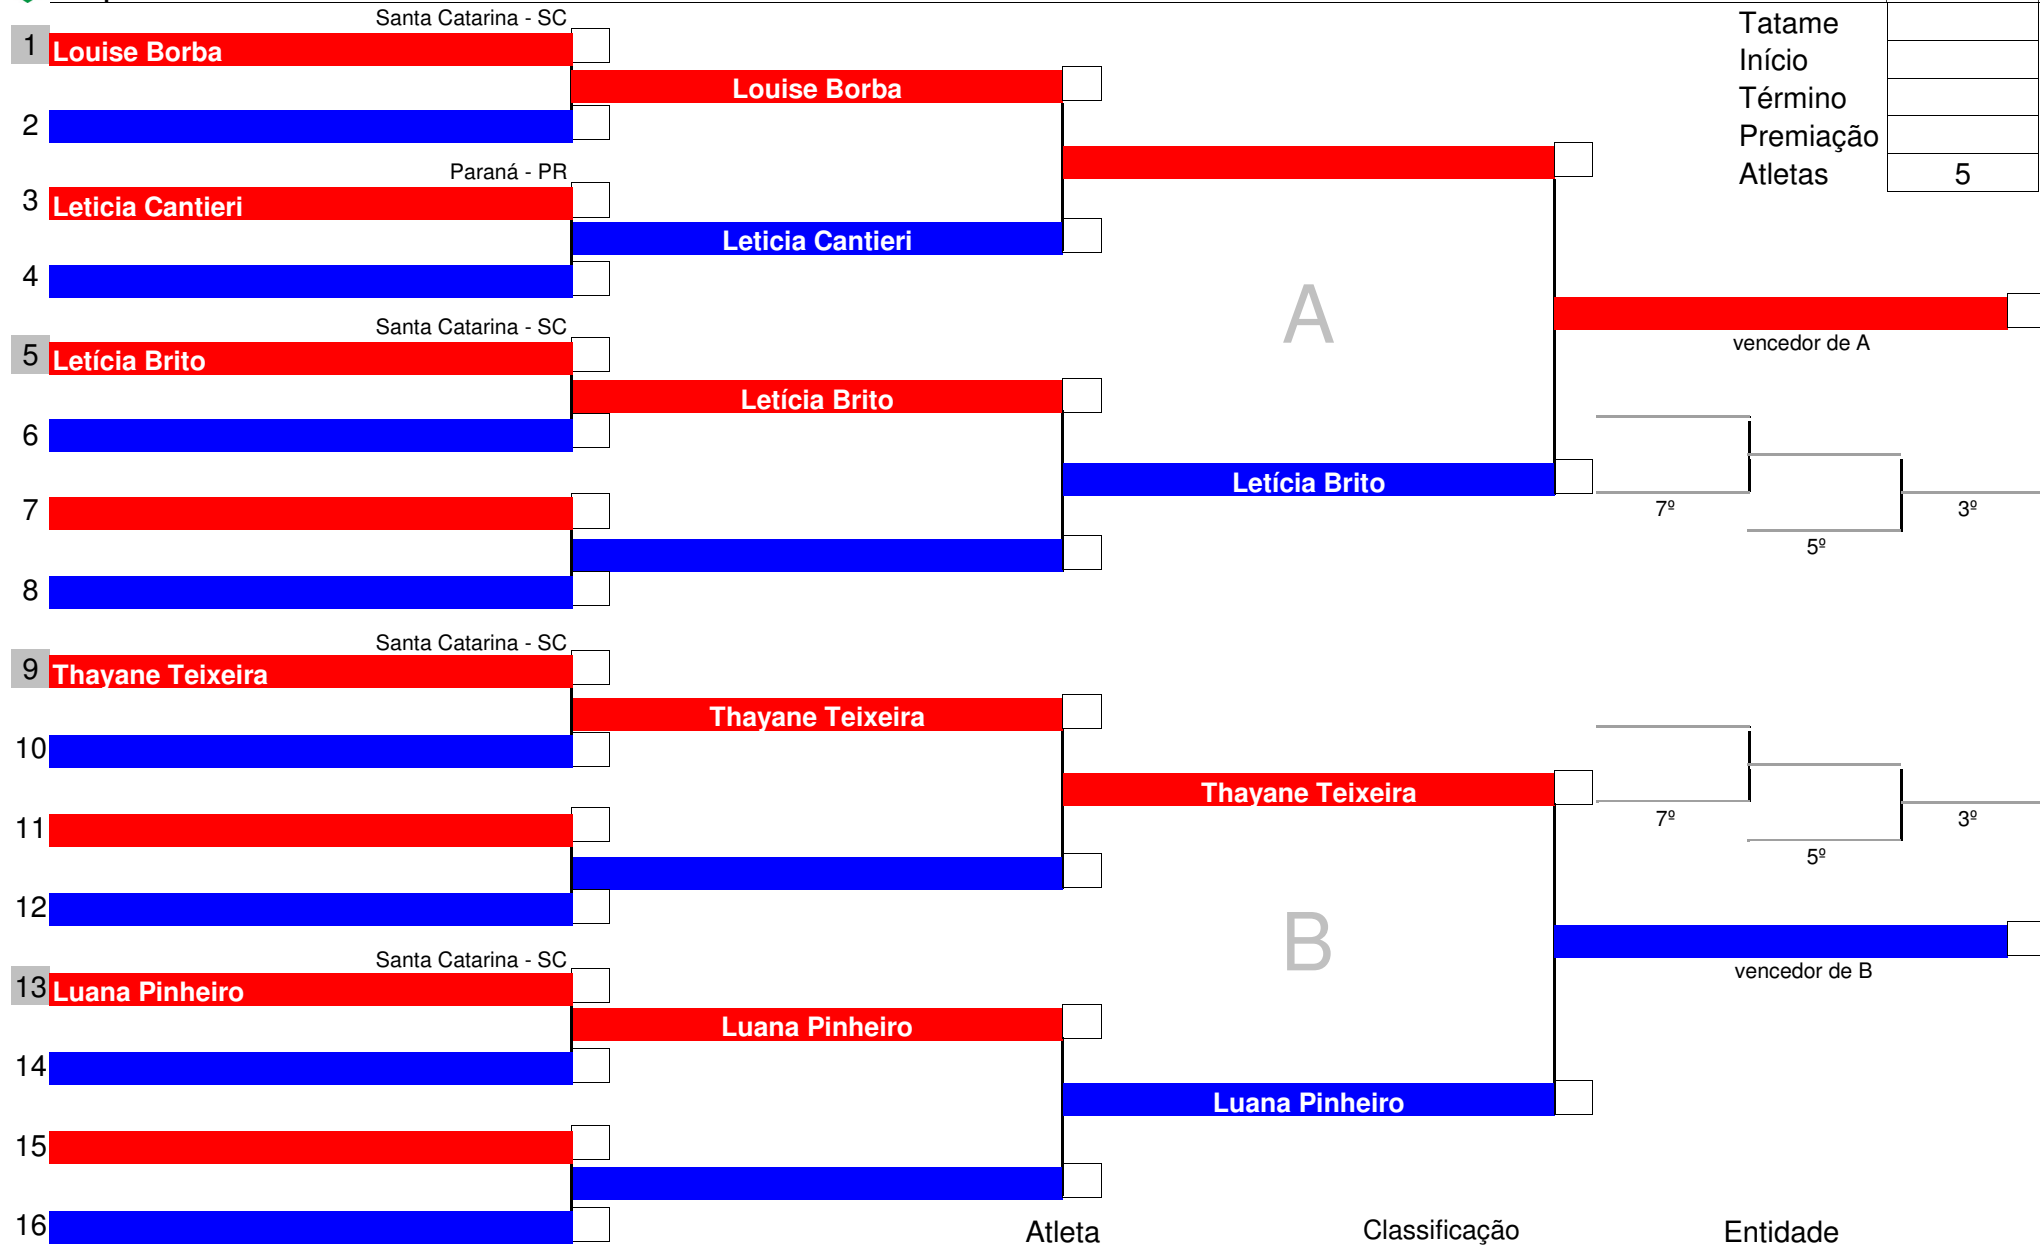 Santa Catarina - SC
1 Louise Borba
Louise Borba
2
Paraná - PR
3 Leticia Cantieri
Leticia Cantieri
4
Santa Catarina - SC
5 Letícia Brito
Letícia Brito
6
7
8
Letícia Brito
A
Tatame
Início
Término
Premiação
Atletas 5
vencedor de A
7º
5º
3º
Santa Catarina - SC
9 Thayane Teixeira
Thayane Teixeira
10
11
12
Thayane Teixeira
B
7º
5º
3º
vencedor de B
Santa Catarina - SC
13 Luana Pinheiro
Luana Pinheiro
14
Luana Pinheiro
15
16
Atleta Classificação Entidade